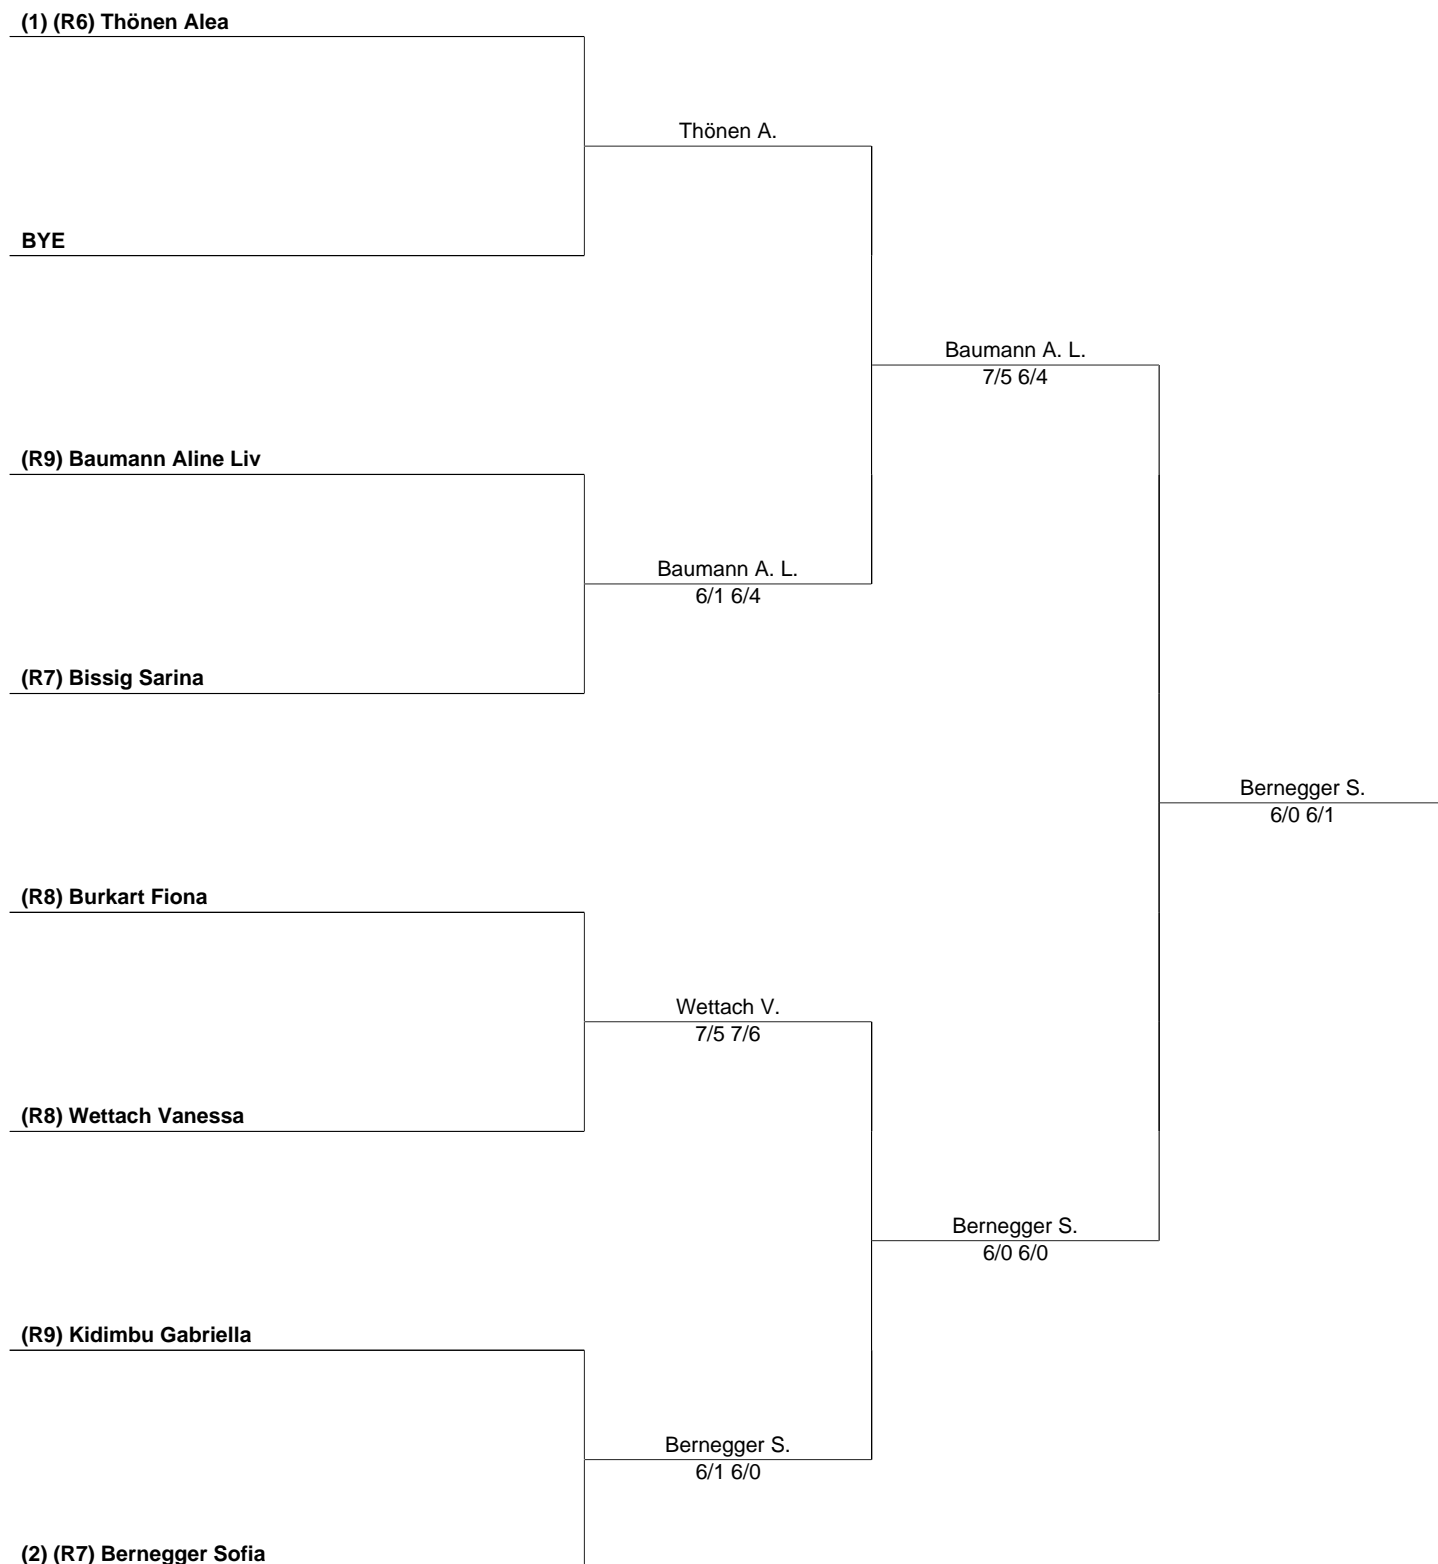 (1) (R6) Thönen Alea
Thönen A.
BYE
Baumann A. L.
7/5 6/4
(R9) Baumann Aline Liv
Baumann A. L.
6/1 6/4
(R7) Bissig Sarina
Bernegger S.
6/0 6/1
(R8) Burkart Fiona
Wettach V.
7/5 7/6
(R8) Wettach Vanessa
Bernegger S.
6/0 6/0
(R9) Kidimbu Gabriella
Bernegger S.
6/1 6/0
(2) (R7) Bernegger Sofia